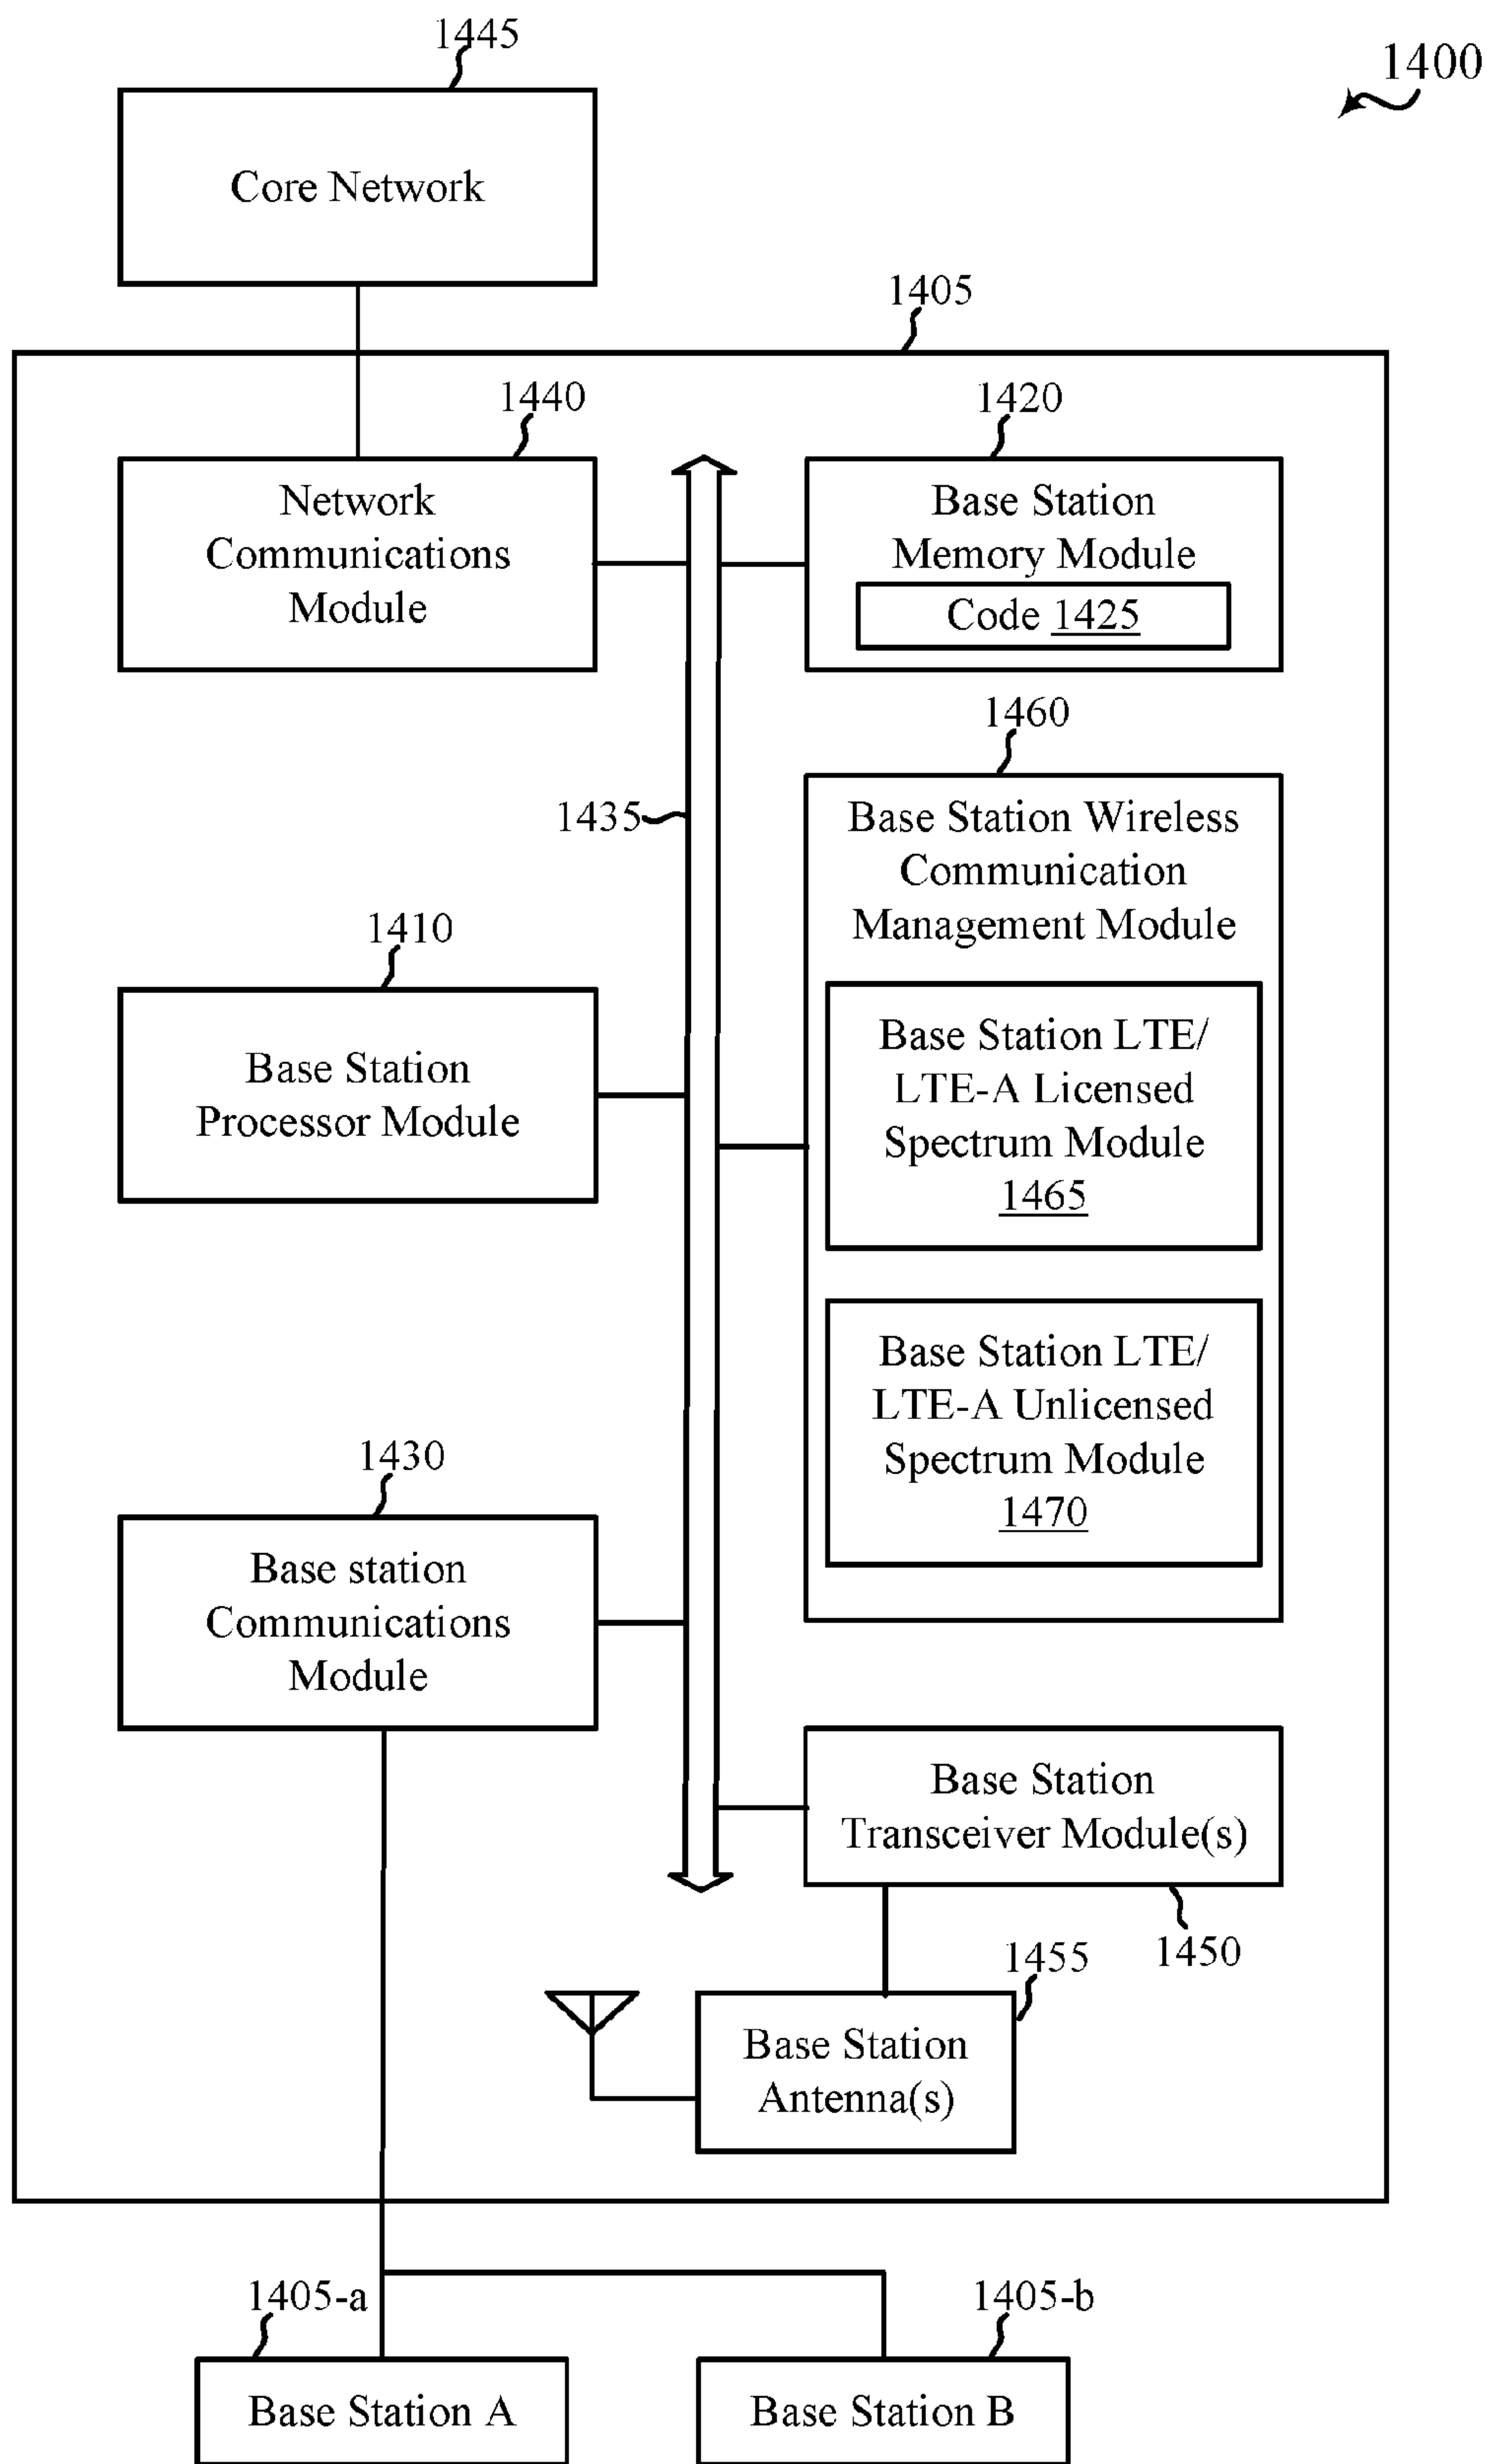 1445
1400
Core Network
1405
1440
Network
Communications
Module
1420
Base Station
Memory Module
Code 1425
1460
1435
Base Station Wireless
Communication
Management Module
1410
Base Station
Processor Module
Base Station LTE/
LTE-A Licensed
Spectrum Module
1465
Base Station LTE/
LTE-A Unlicensed
Spectrum Module
1470
1430
Base station
Communications
Module
Base Station
Transceiver Module(s)
1450
1455
Base Station
Antenna(s)
1405-a
1405-b
Base Station A
Base Station B